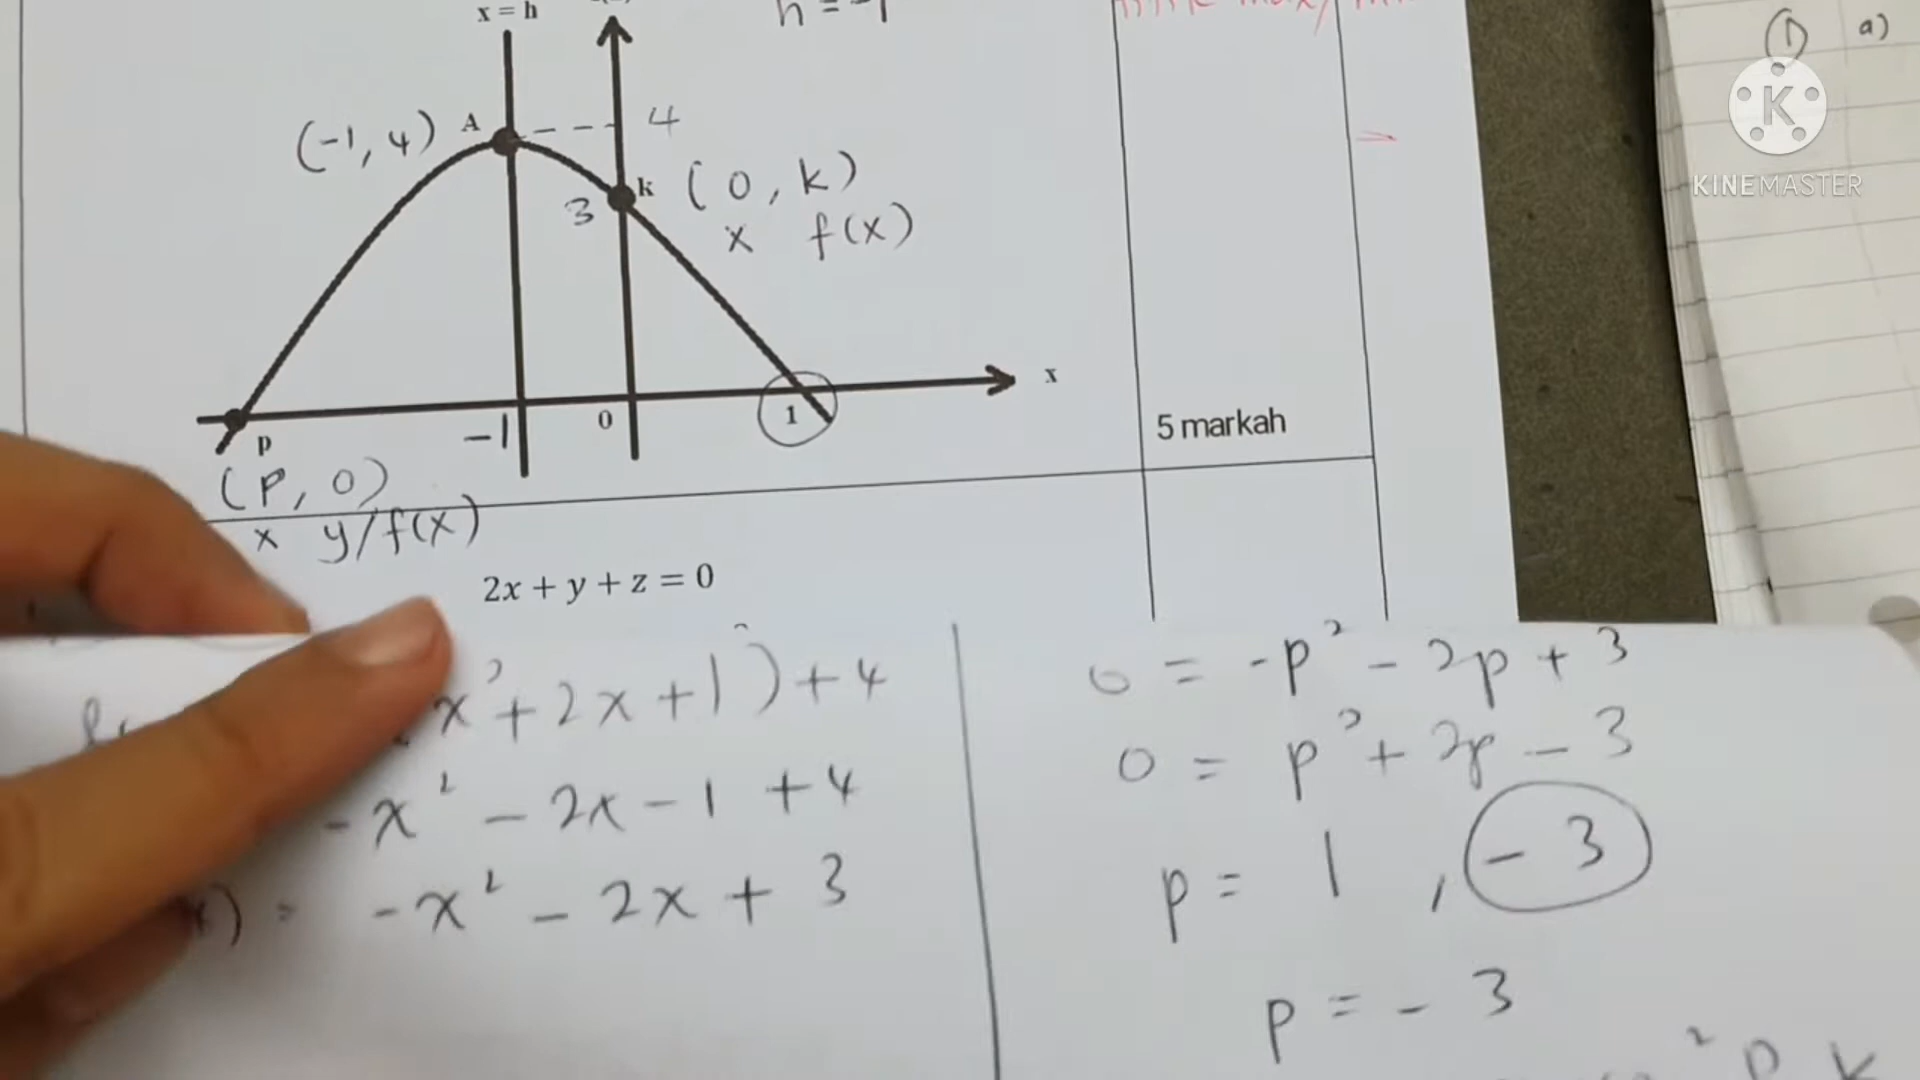 x = h
h = -1
a)
(-1, 4) A 4
k (0, k)
3 x f(x)
KINEMASTER
x
p -1 0 1
5 markah
(P, 0)
x y/f(x)
2x + y + z = 0
x² + 2x + 1) + 4
-x² - 2x - 1 + 4
x) = -x² - 2x + 3
0 = -p² - 2p + 3
0 = p² + 2p - 3
p = 1, -3
p = -3